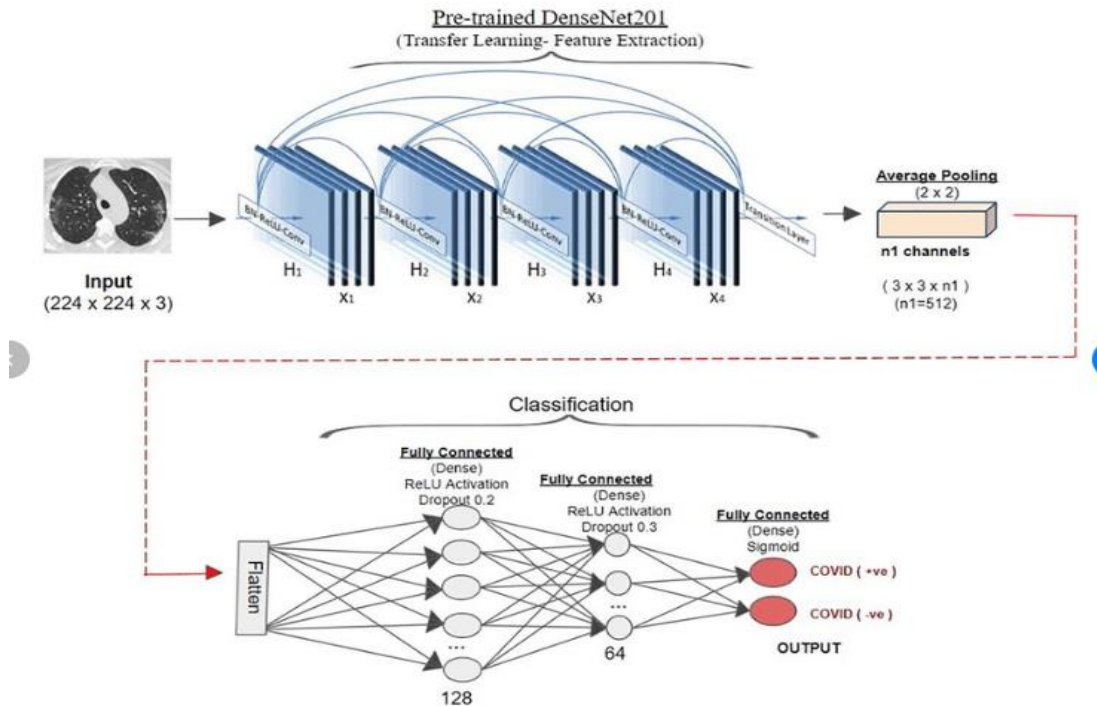 Pre-trained DenseNet201
(Transfer Learning- Feature Extraction)
Input
(224 x 224 x 3)
BN-ReLU-Conv
H1
X1
BN-ReLU-Conv
H2
X2
BN-ReLU-Conv
H3
X3
BN-ReLU-Conv
H4
X4
Transition Layer
Average Pooling
(2 x 2)
n1 channels
( 3 x 3 x n1 )
(n1=512)
Classification
Flatten
Fully Connected
(Dense)
ReLU Activation
Dropout 0.2
...
128
Fully Connected
(Dense)
ReLU Activation
Dropout 0.3
...
64
Fully Connected
(Dense)
Sigmoid
COVID ( +ve )
COVID ( -ve )
OUTPUT